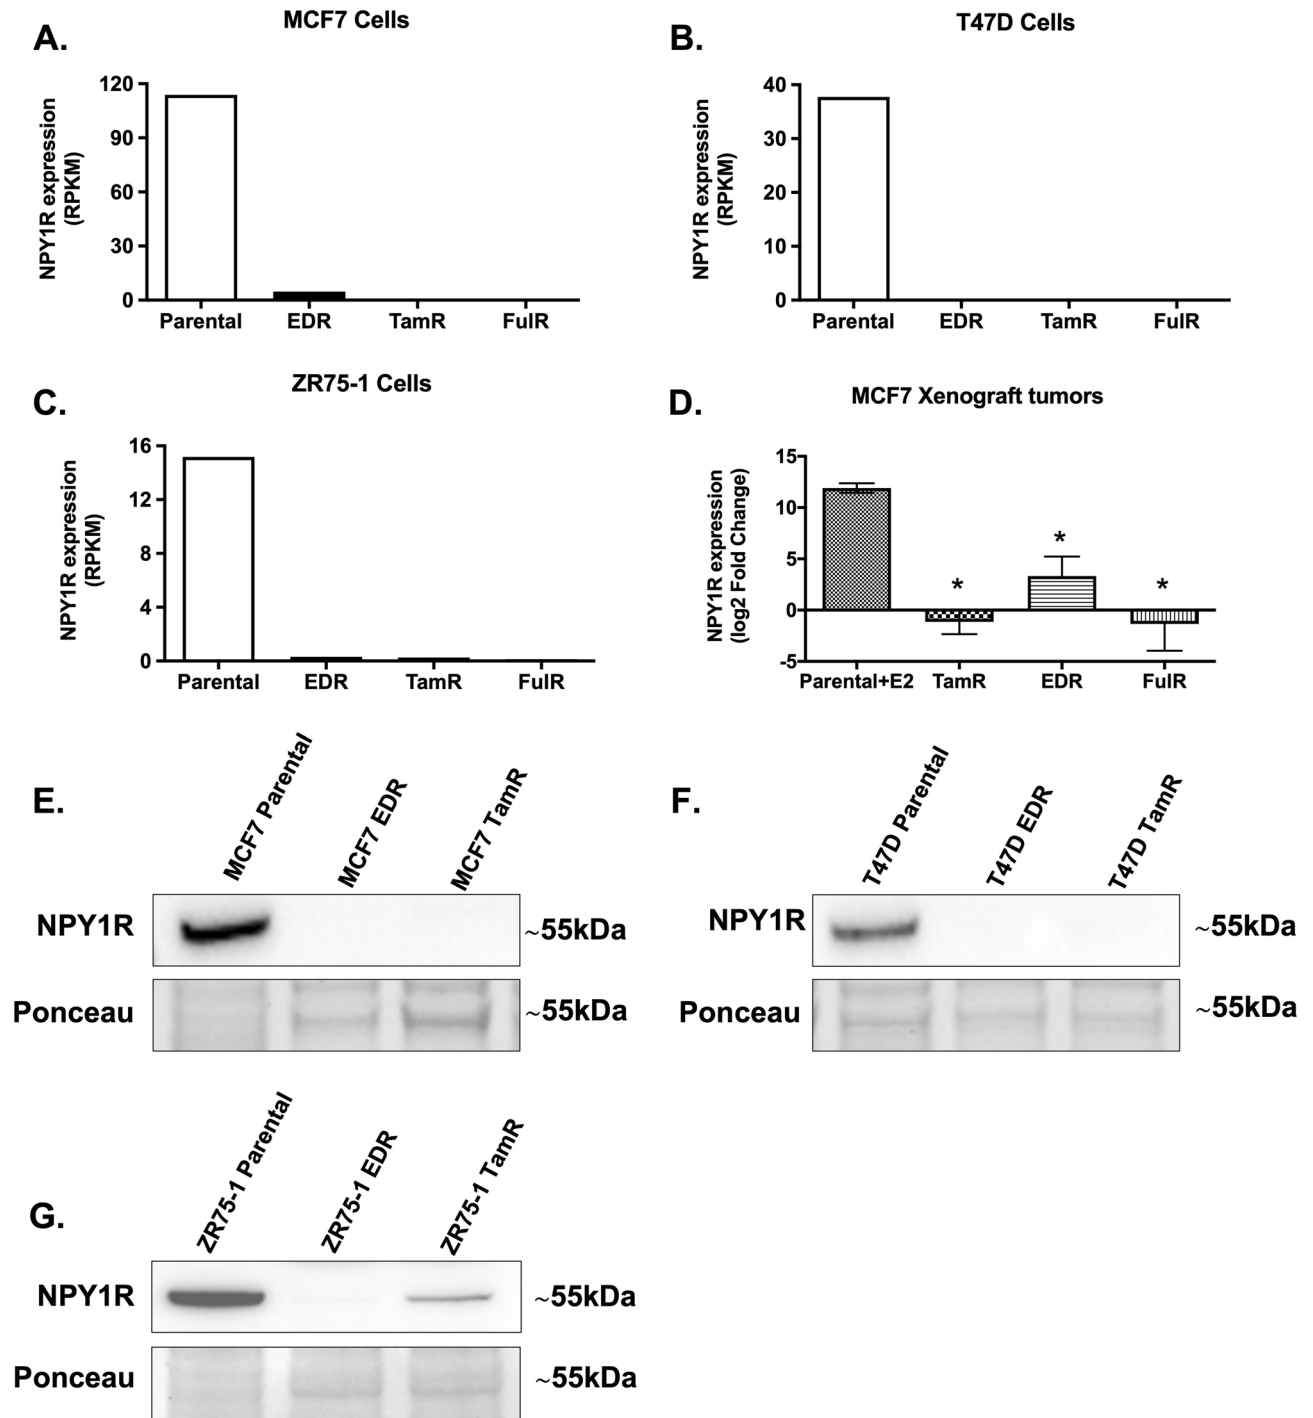 A.
MCF7 Cells
NPY1R expression
(RPKM)
120
90
60
30
0
Parental EDR TamR FulR
B.
T47D Cells
NPY1R expression
(RPKM)
40
30
20
10
0
Parental EDR TamR FulR
C.
ZR75-1 Cells
NPY1R expression
(RPKM)
16
12
8
4
0
Parental EDR TamR FulR
D.
MCF7 Xenograft tumors
NPY1R expression
(log2 Fold Change)
15
10
5
0
-5
* * *
Parental+E2 TamR EDR FulR
E.
MCF7 Parental
MCF7 EDR
MCF7 TamR
NPY1R ~55kDa
Ponceau ~55kDa
F.
T47D Parental
T47D EDR
T47D TamR
NPY1R ~55kDa
Ponceau ~55kDa
G.
ZR75-1 Parental
ZR75-1 EDR
ZR75-1 TamR
NPY1R ~55kDa
Ponceau ~55kDa